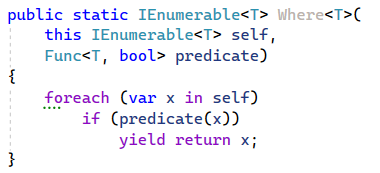 public static IEnumerable<T> Where<T>(
    this IEnumerable<T> self,
    Func<T, bool> predicate)
{
    foreach (var x in self)
        if (predicate(x))
            yield return x;
}